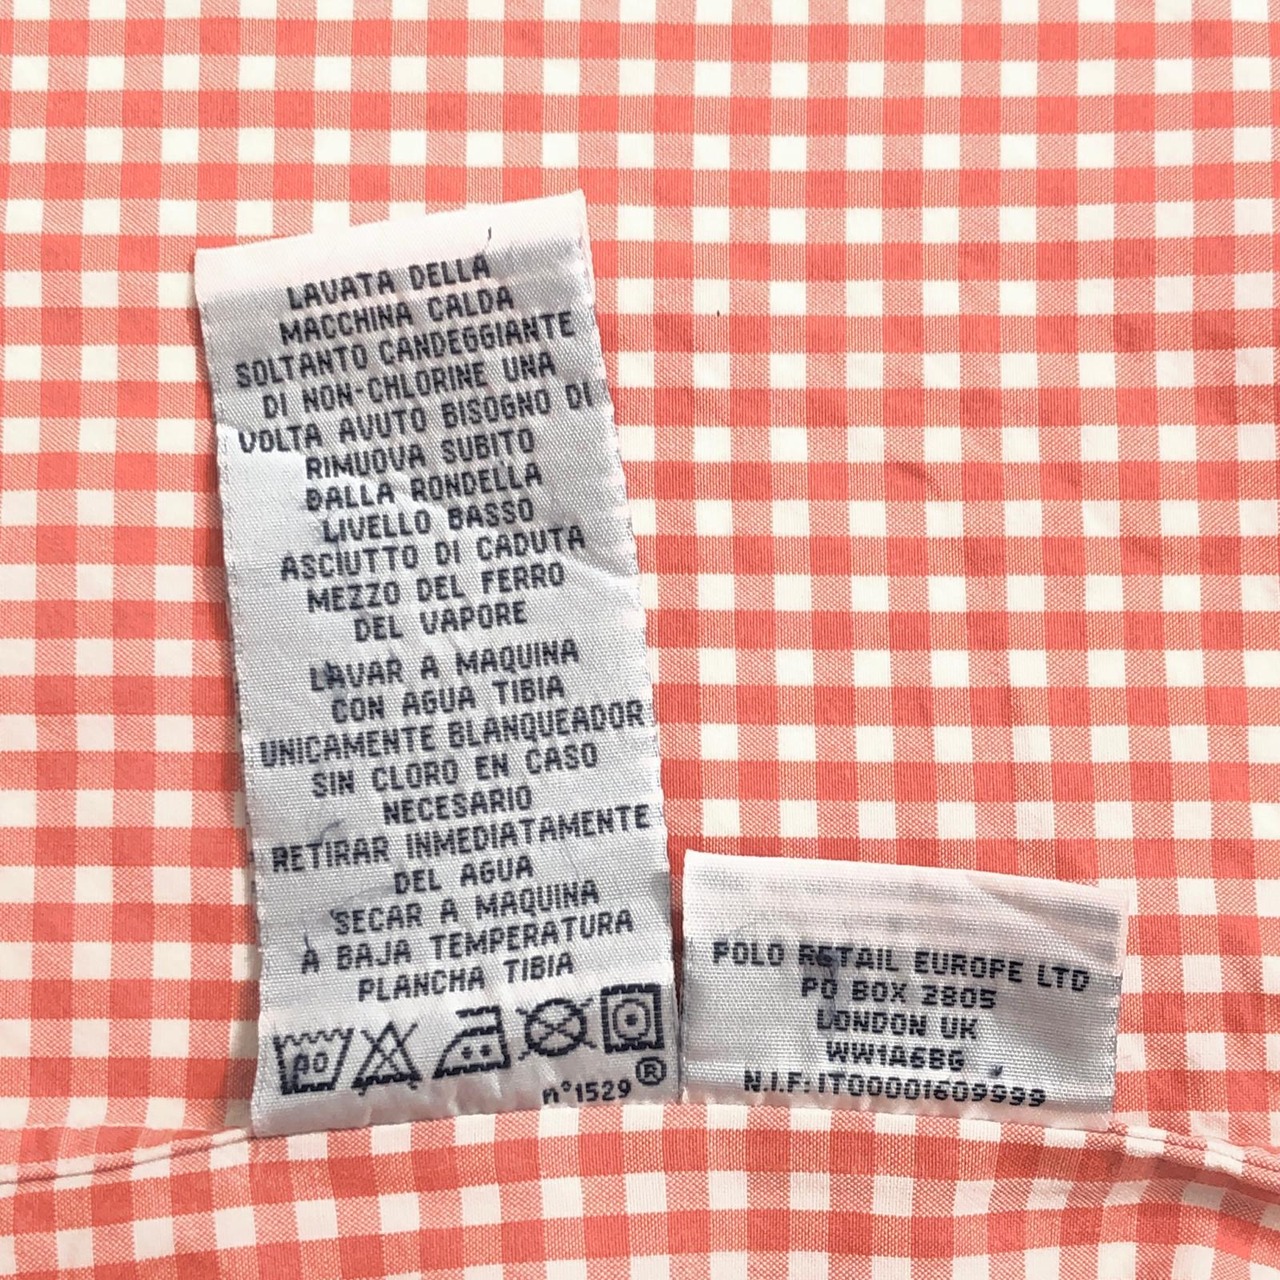 LAVATA DELLA
MACCHINA CALDA
SOLTANTO CANDEGGIANTE
DI NON-CHLORINE UNA
VOLTA AVUTO BISOGNO DI
RIMUOVA SUBITO
DALLA RONDELLA
LIVELLO BASSO
ASCIUTTO DI CADUTA
MEZZO DEL FERRO
DEL VAPORE
LAVAR A MAQUINA
CON AGUA TIBIA
UNICAMENTE BLANQUEADOR
SIN CLORO EN CASO
NECESARIO
RETIRAR INMEDIATAMENTE
DEL AGUA
SECAR A MAQUINA
A BAJA TEMPERATURA
PLANCHA TIBIA
n°1529 ®
POLO RETAIL EUROPE LTD
PO BOX 2805
LONDON UK
WW1A6BG
N.I.F: IT00001609999